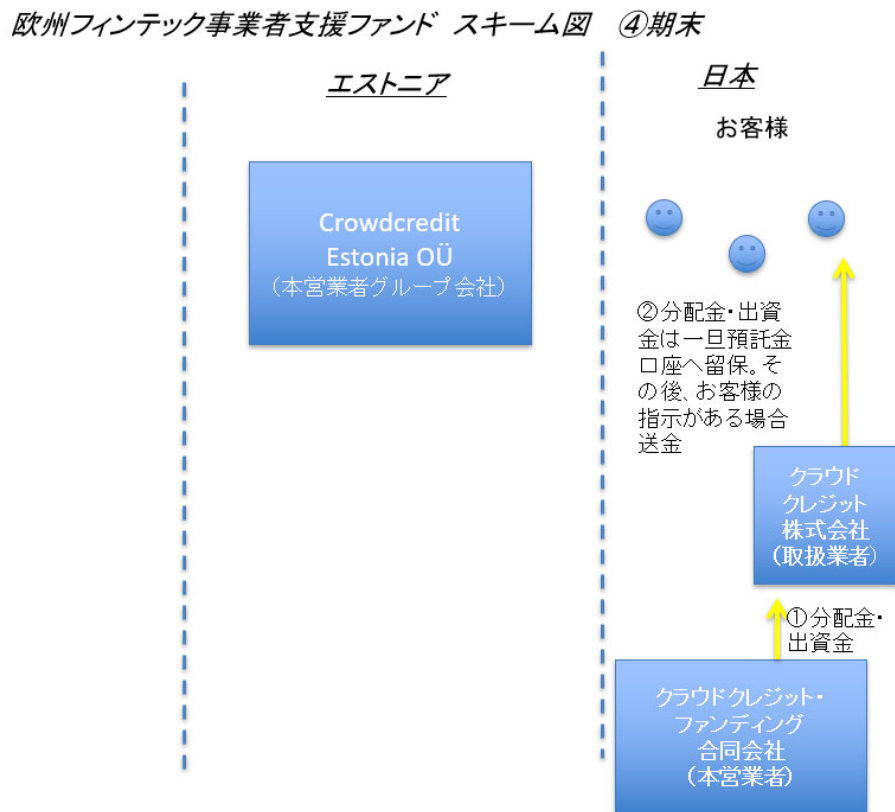 欧州フィンテック事業者支援ファンド スキーム図 ④期末
エストニア
日本
お客様
Crowdcredit
Estonia OÜ
（本営業者グループ会社）
②分配金・出資
金は一旦預託金
口座へ留保。そ
の後、お客様の
指示がある場合
送金
クラウド
クレジット
株式会社
（取扱業者）
①分配金・
出資金
クラウドクレジット・
ファンディング
合同会社
（本営業者）